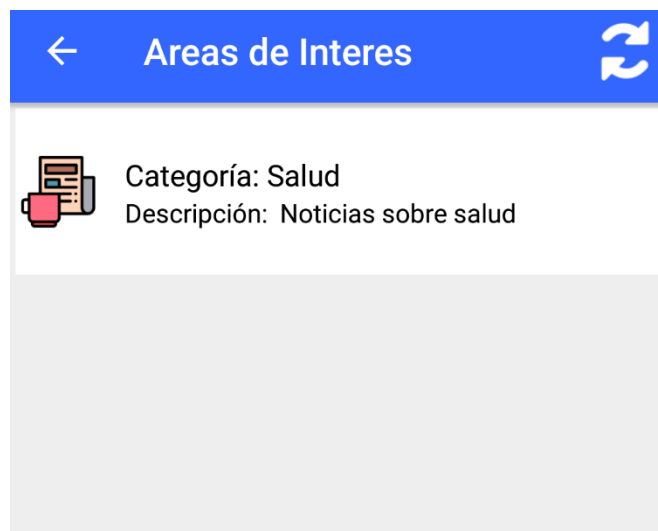 Areas de Interes
Categoría: Salud
Descripción: Noticias sobre salud